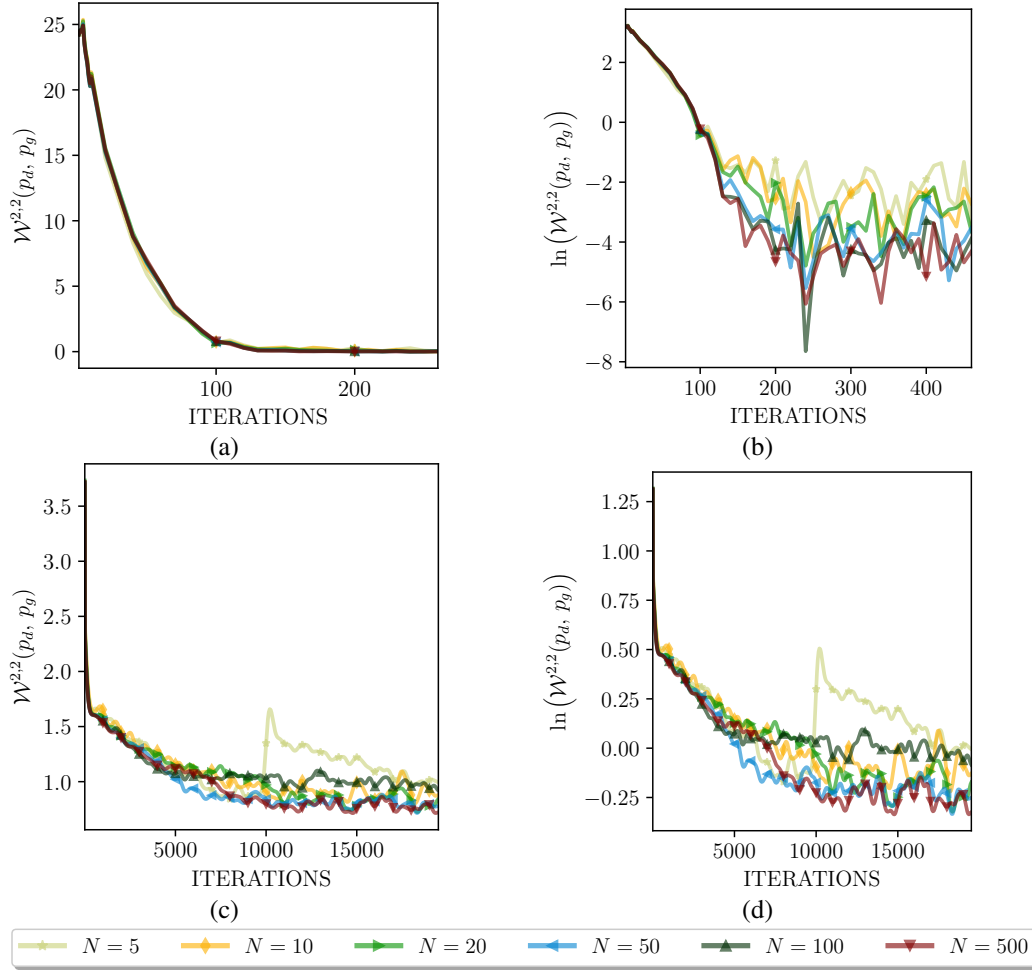 25
20
15
10
5
0
𝒲^{2,2}(p_d, p_g)
100
200
ITERATIONS
(a)
2
0
−2
−4
−6
−8
ln(𝒲^{2,2}(p_d, p_g))
100
200
300
400
ITERATIONS
(b)
3.5
3.0
2.5
2.0
1.5
1.0
𝒲^{2,2}(p_d, p_g)
5000
10000
15000
ITERATIONS
(c)
1.25
1.00
0.75
0.50
0.25
0.00
−0.25
ln(𝒲^{2,2}(p_d, p_g))
5000
10000
15000
ITERATIONS
(d)
N = 5
N = 10
N = 20
N = 50
N = 100
N = 500